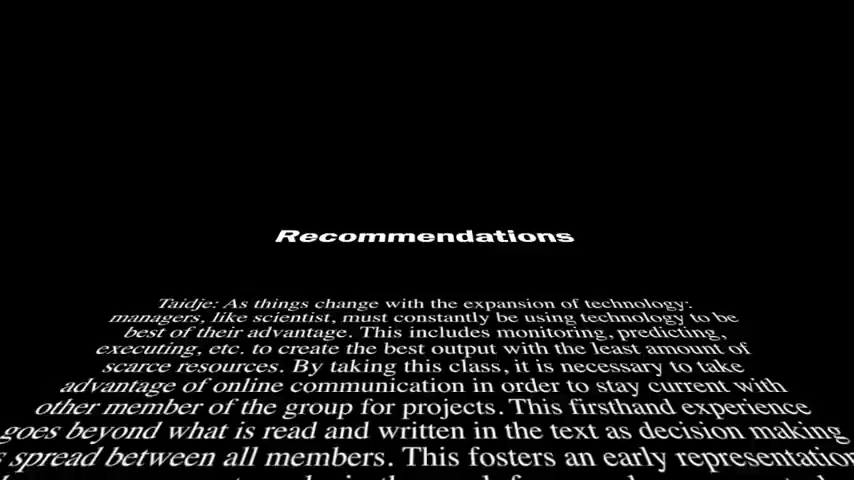 Recommendations
Taidje: As things change with the expansion of technology:
managers, like scientist, must constantly be using technology to be
best of their advantage. This includes monitoring, predicting,
executing, etc. to create the best output with the least amount of
scarce resources. By taking this class, it is necessary to take
advantage of online communication in order to stay current with
other member of the group for projects. This firsthand experience
goes beyond what is read and written in the text as decision making
spread between all members. This fosters an early representation